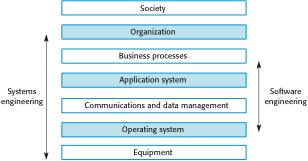 Society
Organization
Business processes
Application system
Communications and data management
Operating system
Equipment
Systems
engineering
Software
engineering